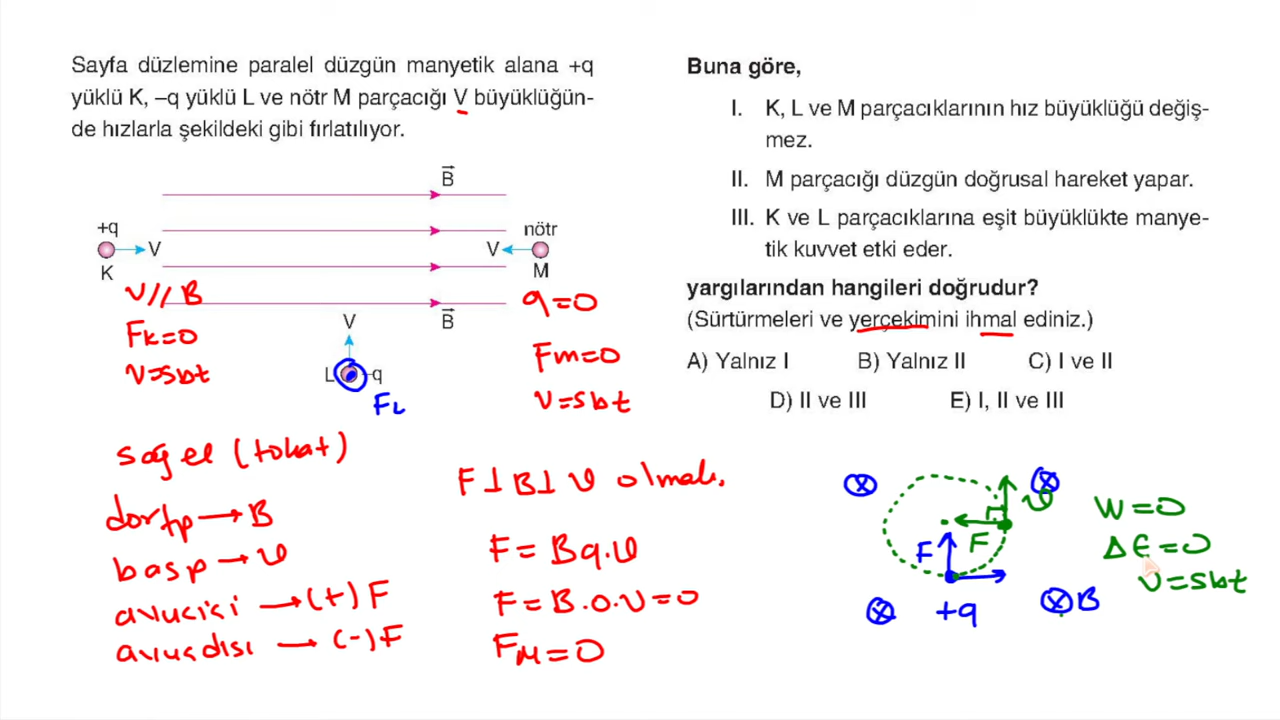 Sayfa düzlemine paralel düzgün manyetik alana +q
yüklü K, –q yüklü L ve nötr M parçacığı V büyüklüğün-
de hızlarla şekildeki gibi fırlatılıyor.
B
+q
V
K
nötr
V
M
B
V
L
–q
V//B
FK=0
V=sbt
q=0
Fm=0
V=sbt
FL
sağ el (tokat)
dört p → B
baş p → V
avuç içi → (+) F
avuç dışı → (-) F
F⊥B⊥V olmalı.
F=Bq.V
F=B.0.V=0
FM=0
Buna göre,
I. K, L ve M parçacıklarının hız büyüklüğü değiş-
mez.
II. M parçacığı düzgün doğrusal hareket yapar.
III. K ve L parçacıklarına eşit büyüklükte manye-
tik kuvvet etki eder.
yargılarından hangileri doğrudur?
(Sürtürmeleri ve yerçekimini ihmal ediniz.)
A) Yalnız I B) Yalnız II C) I ve II
D) II ve III E) I, II ve III
V
F
F
+q
B
W=0
ΔE=0
V=sbt